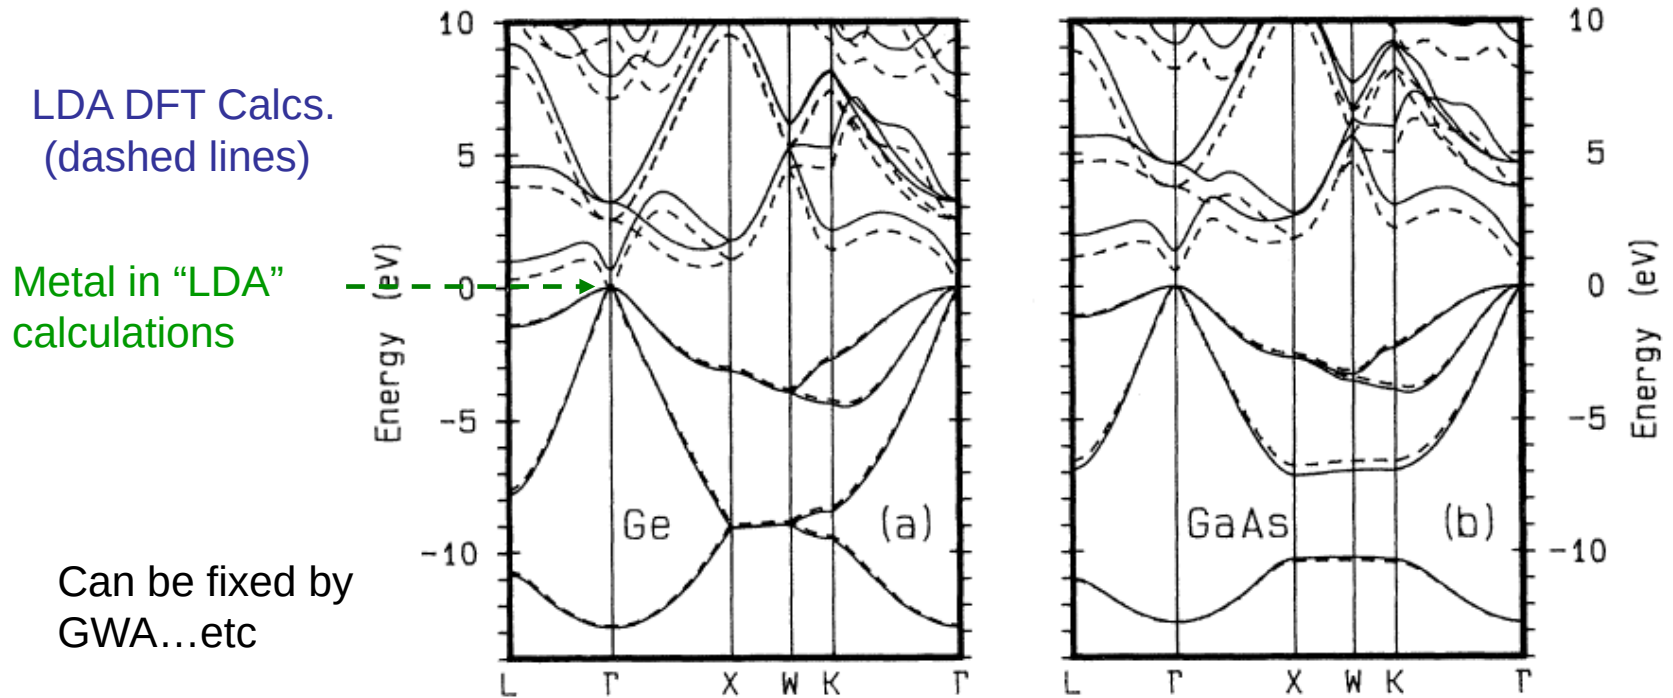 LDA DFT Calcs.
(dashed lines)
Metal in “LDA”
calculations
Can be fixed by
GWA…etc
Energy (eV)
10
5
0
-5
-10
Ge
(a)
L Γ X W K Γ
GaAs
(b)
L Γ X W K Γ
10
5
0
-5
-10
Energy (eV)